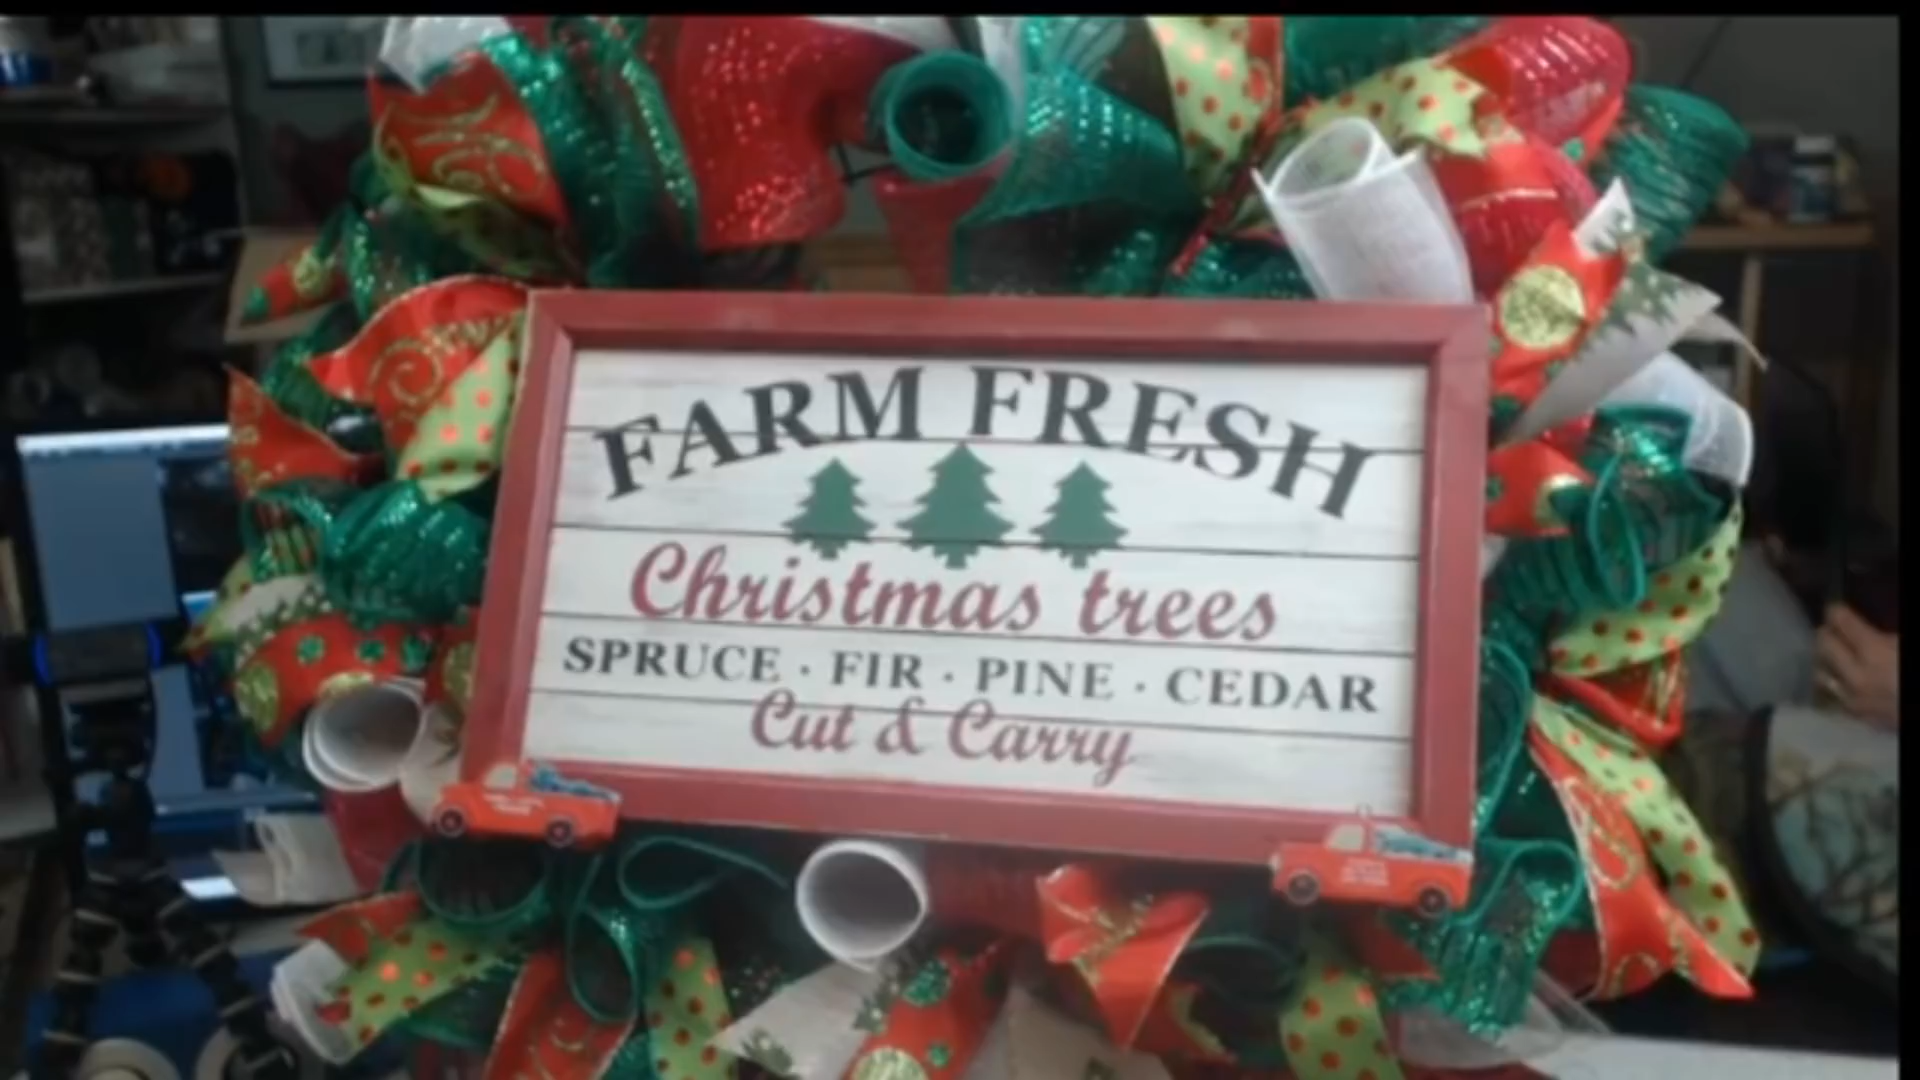 FARM FRESH
Christmas trees
SPRUCE · FIR · PINE · CEDAR
Cut & Carry